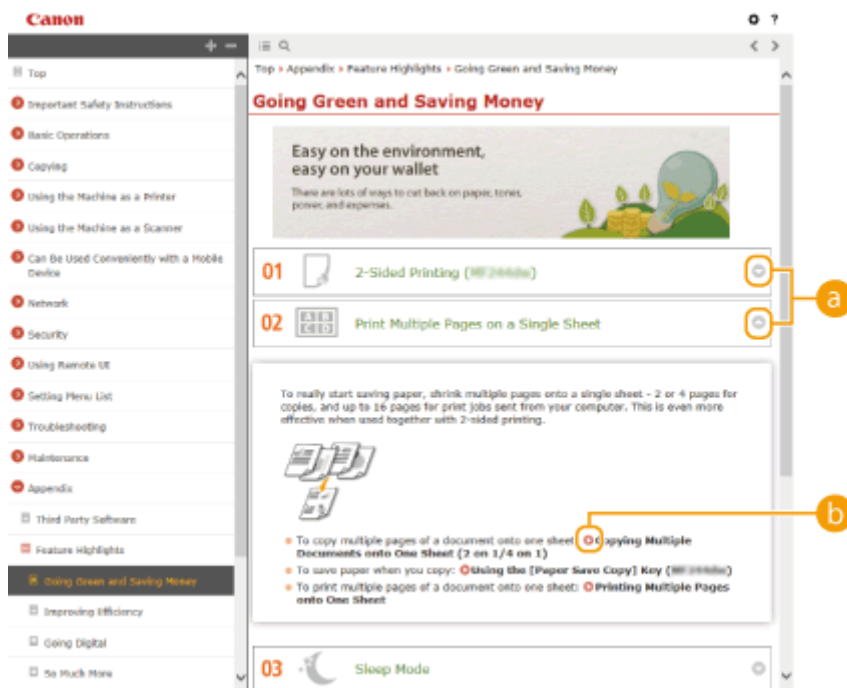 Canon
?
Top
Important Safety Instructions
Basic Operations
Copying
Using the Machine as a Printer
Using the Machine as a Scanner
Can Be Used Conveniently with a Mobile
Device
Network
Security
Using Remote UI
Setting Menu List
Troubleshooting
Maintenance
Appendix
Third Party Software
Feature Highlights
Going Green and Saving Money
Improving Efficiency
Going Digital
So Much More
Top > Appendix > Feature Highlights > Going Green and Saving Money
Going Green and Saving Money
Easy on the environment,
easy on your wallet
There are lots of ways to cut back on paper, toner,
power, and expenses.
01 2-Sided Printing ( )
02 A B C D Print Multiple Pages on a Single Sheet
a
To really start saving paper, shrink multiple pages onto a single sheet - 2 or 4 pages for
copies, and up to 16 pages for print jobs sent from your computer. This is even more
effective when used together with 2-sided printing.
b
To copy multiple pages of a document onto one sheet: Copying Multiple
Documents onto One Sheet (2 on 1/4 on 1)
To save paper when you copy: Using the [Paper Save Copy] Key ( )
To print multiple pages of a document onto one sheet: Printing Multiple Pages
onto One Sheet
03 Sleep Mode